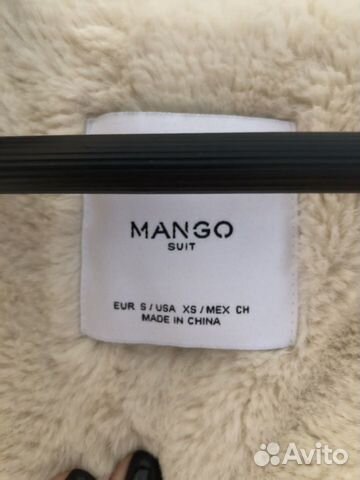 MANGO
SUIT
EUR S / USA XS / MEX CH
MADE IN CHINA
Avito